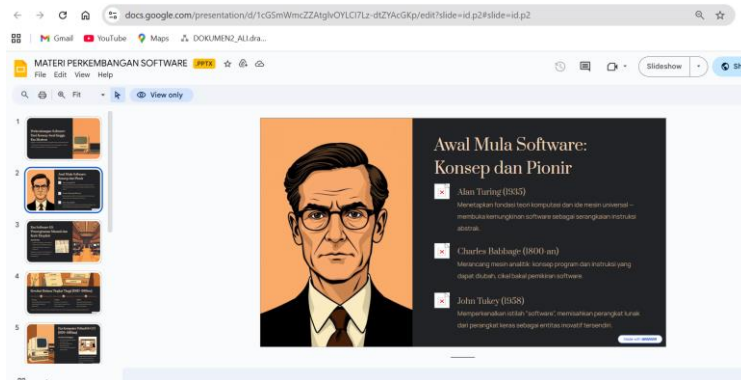 docs.google.com/presentation/d/1cGSmWmcZZAtglvOYLCl7Lz-dtZYAcGKp/edit?slide=id.p2#slide=id.p2
Gmail YouTube Maps DOKUMEN2_ALI.dra...
MATERI PERKEMBANGAN SOFTWARE .PPTX
File Edit View Help
Slideshow
Fit View only
1
2
3
4
5
Awal Mula Software:
Konsep dan Pionir
Alan Turing (1935)
Menetapkan fondasi teori komputasi dan ide mesin universal —
membuka kemungkinan software sebagai serangkaian instruksi
abstrak.
Charles Babbage (1800-an)
Merancang mesin analitik: konsep program dan instruksi yang
dapat diubah, cikal bakal pemikiran software.
John Tukey (1958)
Memperkenalkan istilah "software", memisahkan perangkat lunak
dari perangkat keras sebagai entitas inovatif tersendiri.